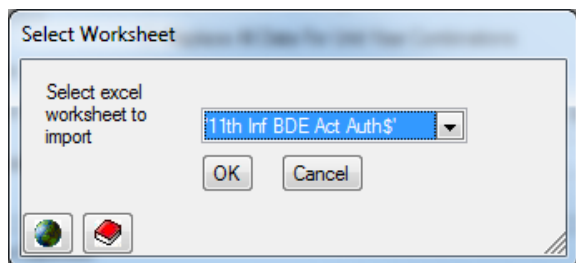 Select Worksheet
Select excel
worksheet to
import
11th Inf BDE Act Auth$'
OK
Cancel